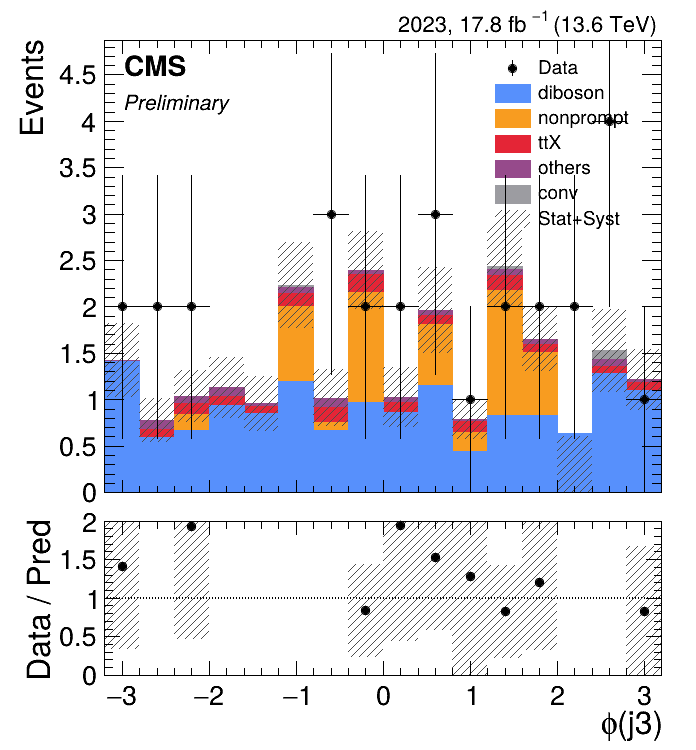 2023, 17.8 fb⁻¹ (13.6 TeV)
CMS
Preliminary
Events
4.5
4
3.5
3
2.5
2
1.5
1
0.5
0
Data
diboson
nonprompt
ttX
others
conv
Stat+Syst
Data / Pred
2
1.5
1
0.5
0
−3 −2 −1 0 1 2 3
ϕ(j3)